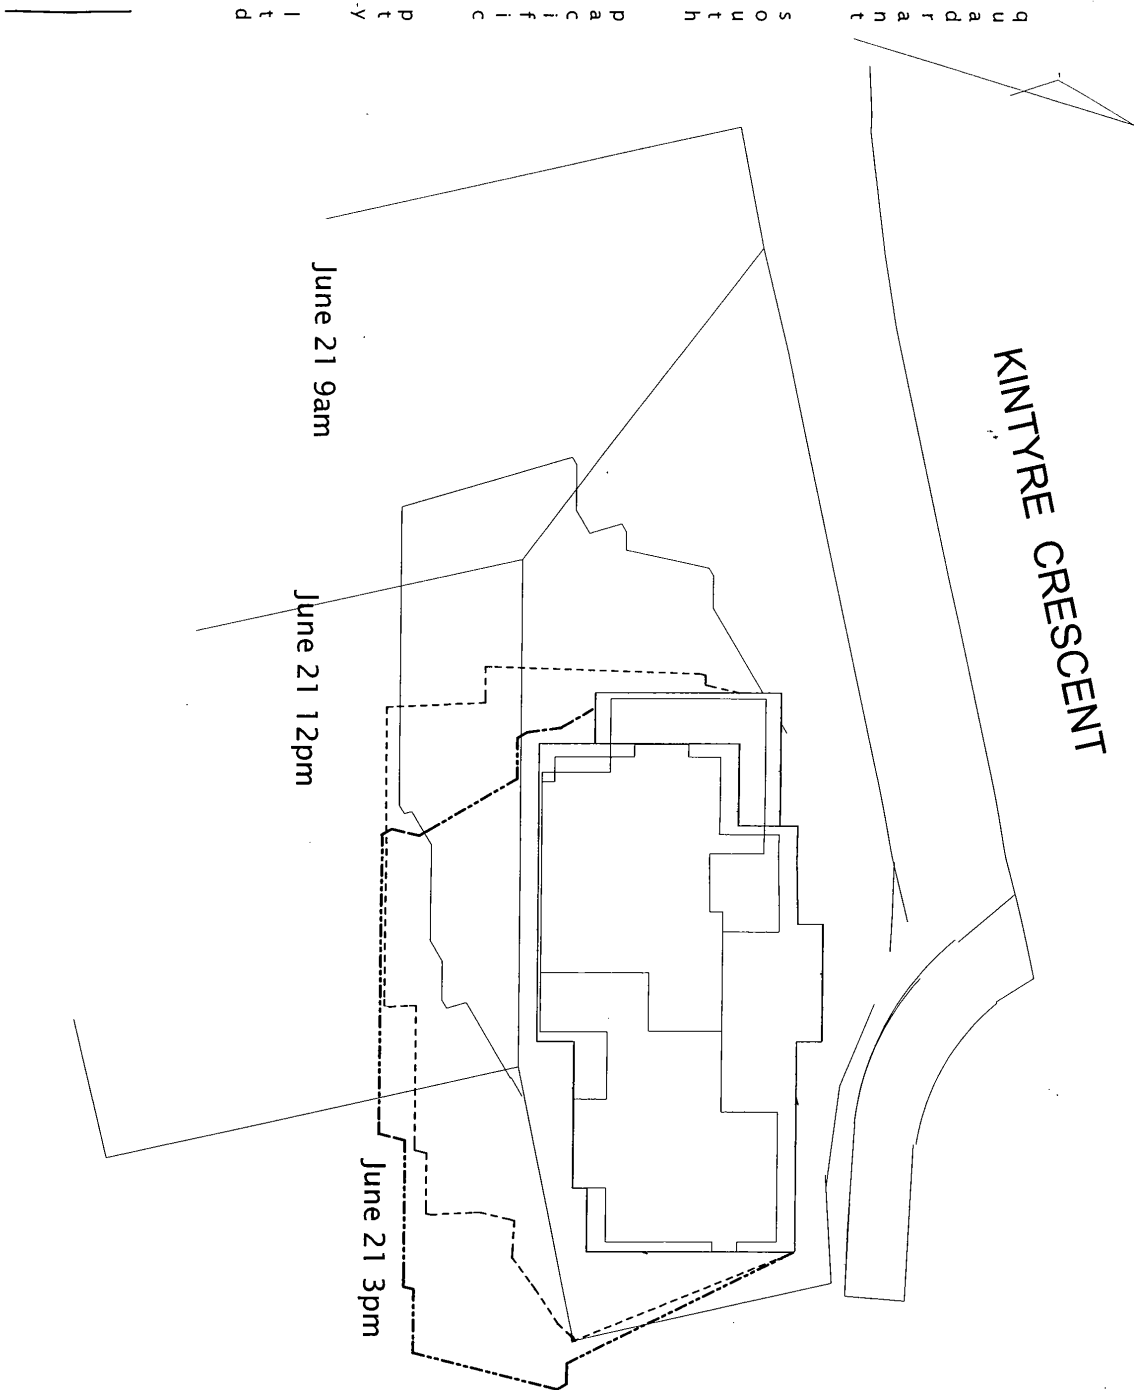 quadrant south pacific pty ltd
KINTYRE CRESCENT
June 21 9am
June 21 12pm
June 21 3pm